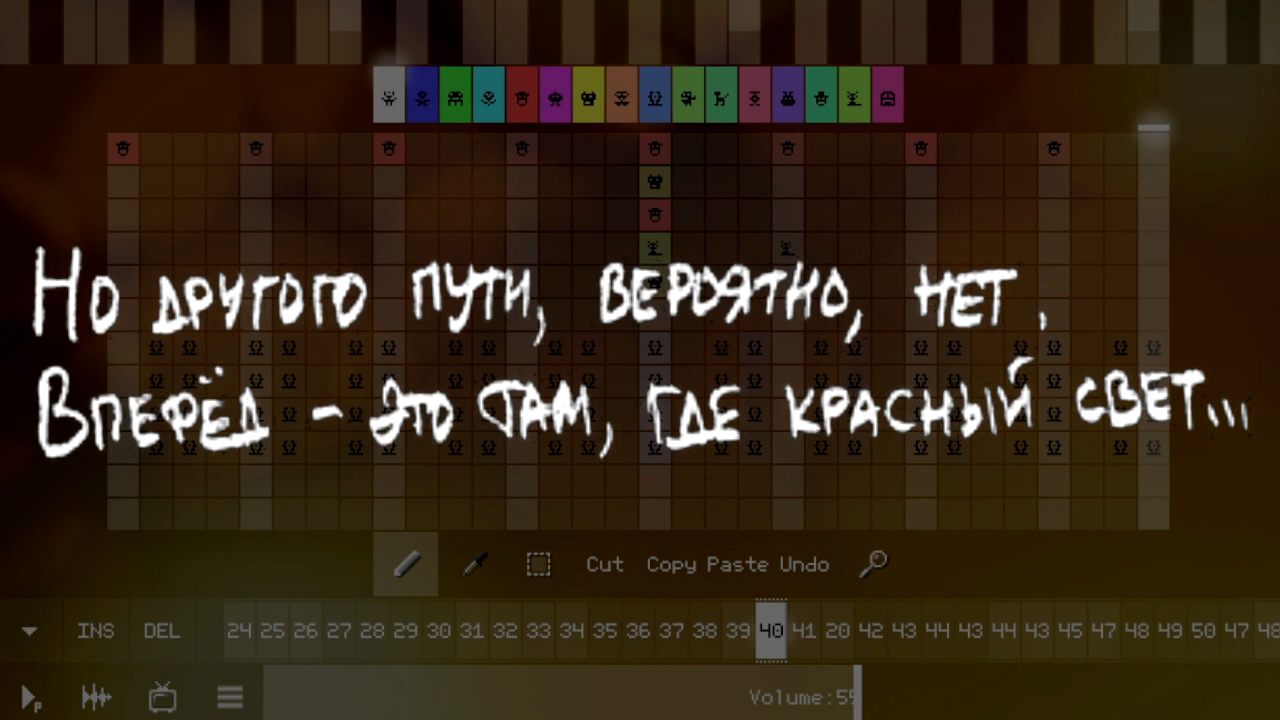 Но другого пути, вероятно, нет.
Вперёд - это там, где красный свет...
Cut Copy Paste Undo
INS DEL 24 25 26 27 28 29 30 31 32 33 34 35 36 37 38 39 40 41 20 42 43 44 43 44 43 45 47 48 49 50 47 48
Volume:55